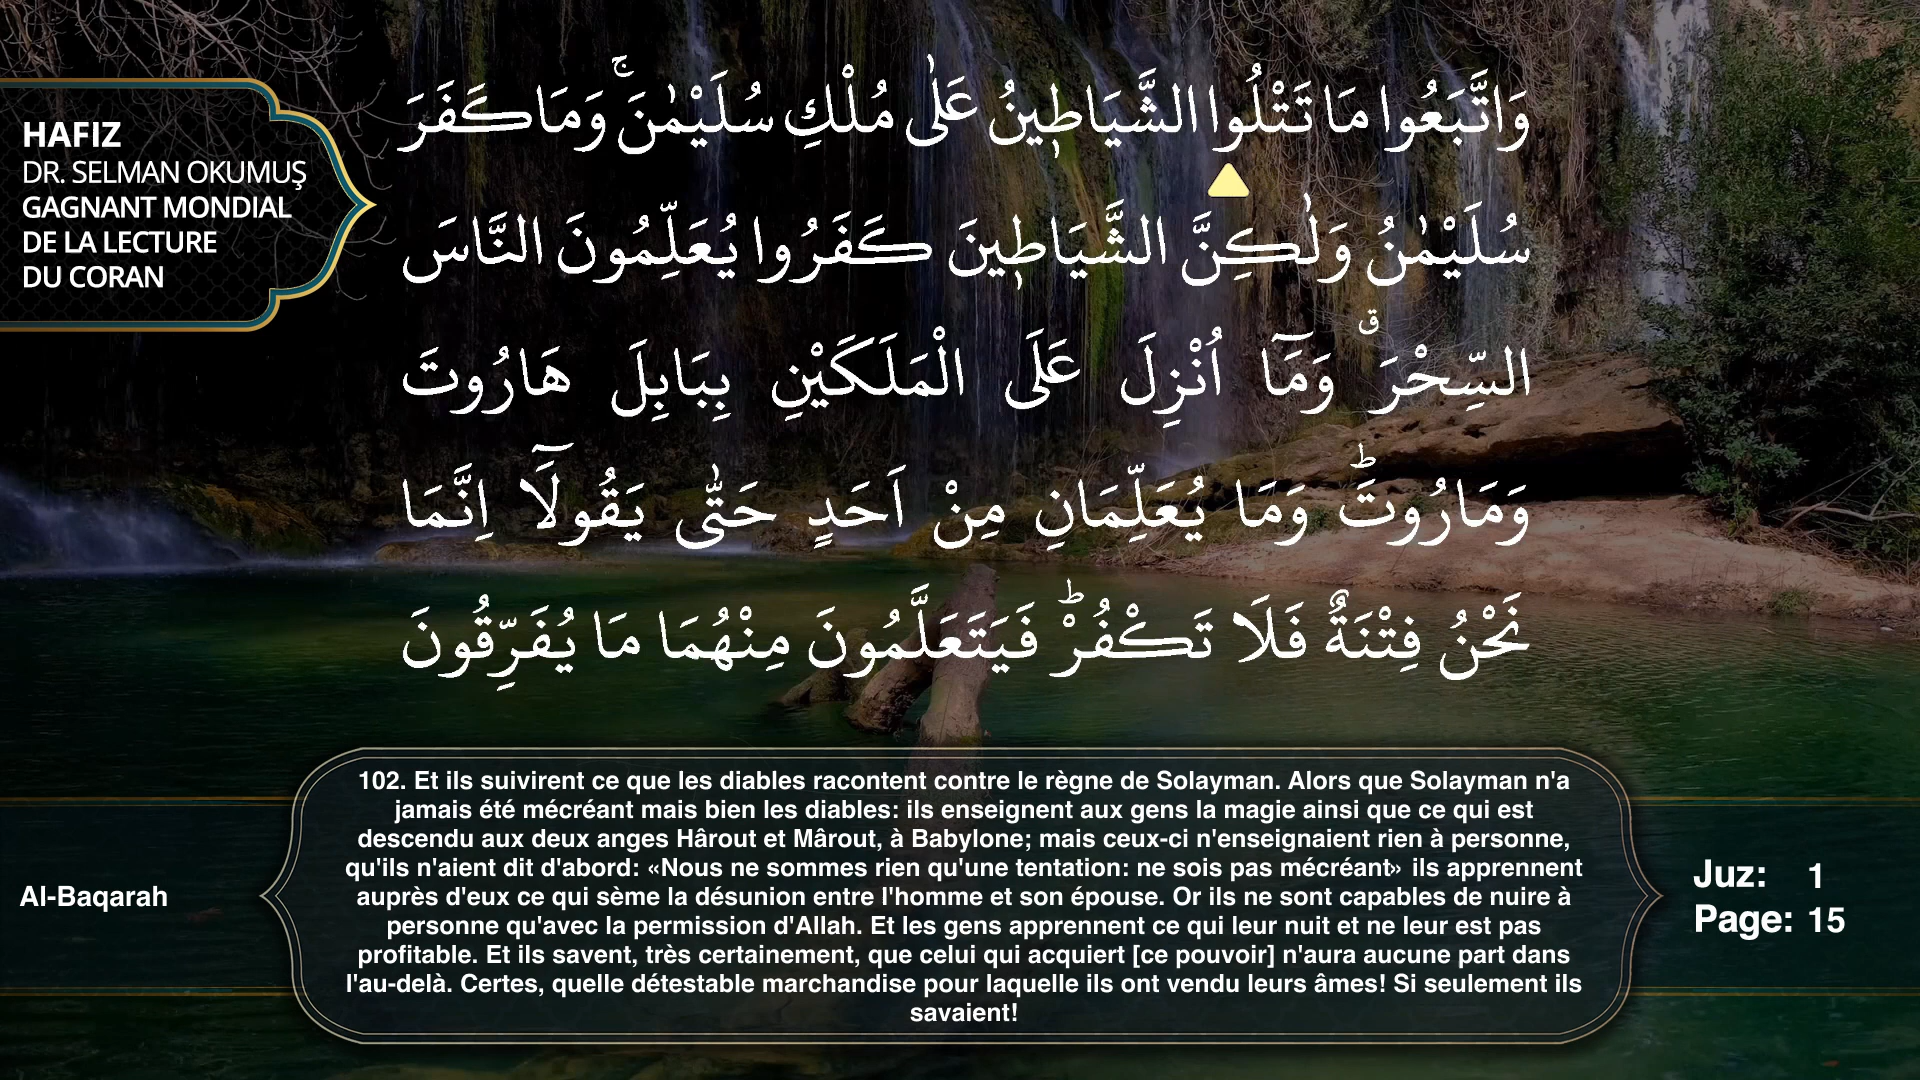 وَاتَّبَعُوا مَا تَتْلُوا الشَّيَاطٖينُ عَلٰى مُلْكِ سُلَيْمٰنَۚ وَمَا كَفَرَ
سُلَيْمٰنُ وَلٰكِنَّ الشَّيَاطٖينَ كَفَرُوا يُعَلِّمُونَ النَّاسَ
السِّحْرَۗ وَمَٓا اُنْزِلَ عَلَى الْمَلَكَيْنِ بِبَابِلَ هَارُوتَ
وَمَارُوتَؕ وَمَا يُعَلِّمَانِ مِنْ اَحَدٍ حَتّٰى يَقُولَٓا اِنَّمَا
نَحْنُ فِتْنَةٌ فَلَا تَكْفُرْؕ فَيَتَعَلَّمُونَ مِنْهُمَا مَا يُفَرِّقُونَ
HAFIZ
DR. SELMAN OKUMUŞ
GAGNANT MONDIAL
DE LA LECTURE
DU CORAN
102. Et ils suivirent ce que les diables racontent contre le règne de Solayman. Alors que Solayman n'a
jamais été mécréant mais bien les diables: ils enseignent aux gens la magie ainsi que ce qui est
descendu aux deux anges Hârout et Mârout, à Babylone; mais ceux-ci n'enseignaient rien à personne,
qu'ils n'aient dit d'abord: «Nous ne sommes rien qu'une tentation: ne sois pas mécréant» ils apprennent
auprès d'eux ce qui sème la désunion entre l'homme et son épouse. Or ils ne sont capables de nuire à
personne qu'avec la permission d'Allah. Et les gens apprennent ce qui leur nuit et ne leur est pas
profitable. Et ils savent, très certainement, que celui qui acquiert [ce pouvoir] n'aura aucune part dans
l'au-delà. Certes, quelle détestable marchandise pour laquelle ils ont vendu leurs âmes! Si seulement ils
savaient!
Al-Baqarah
Juz: 1
Page: 15